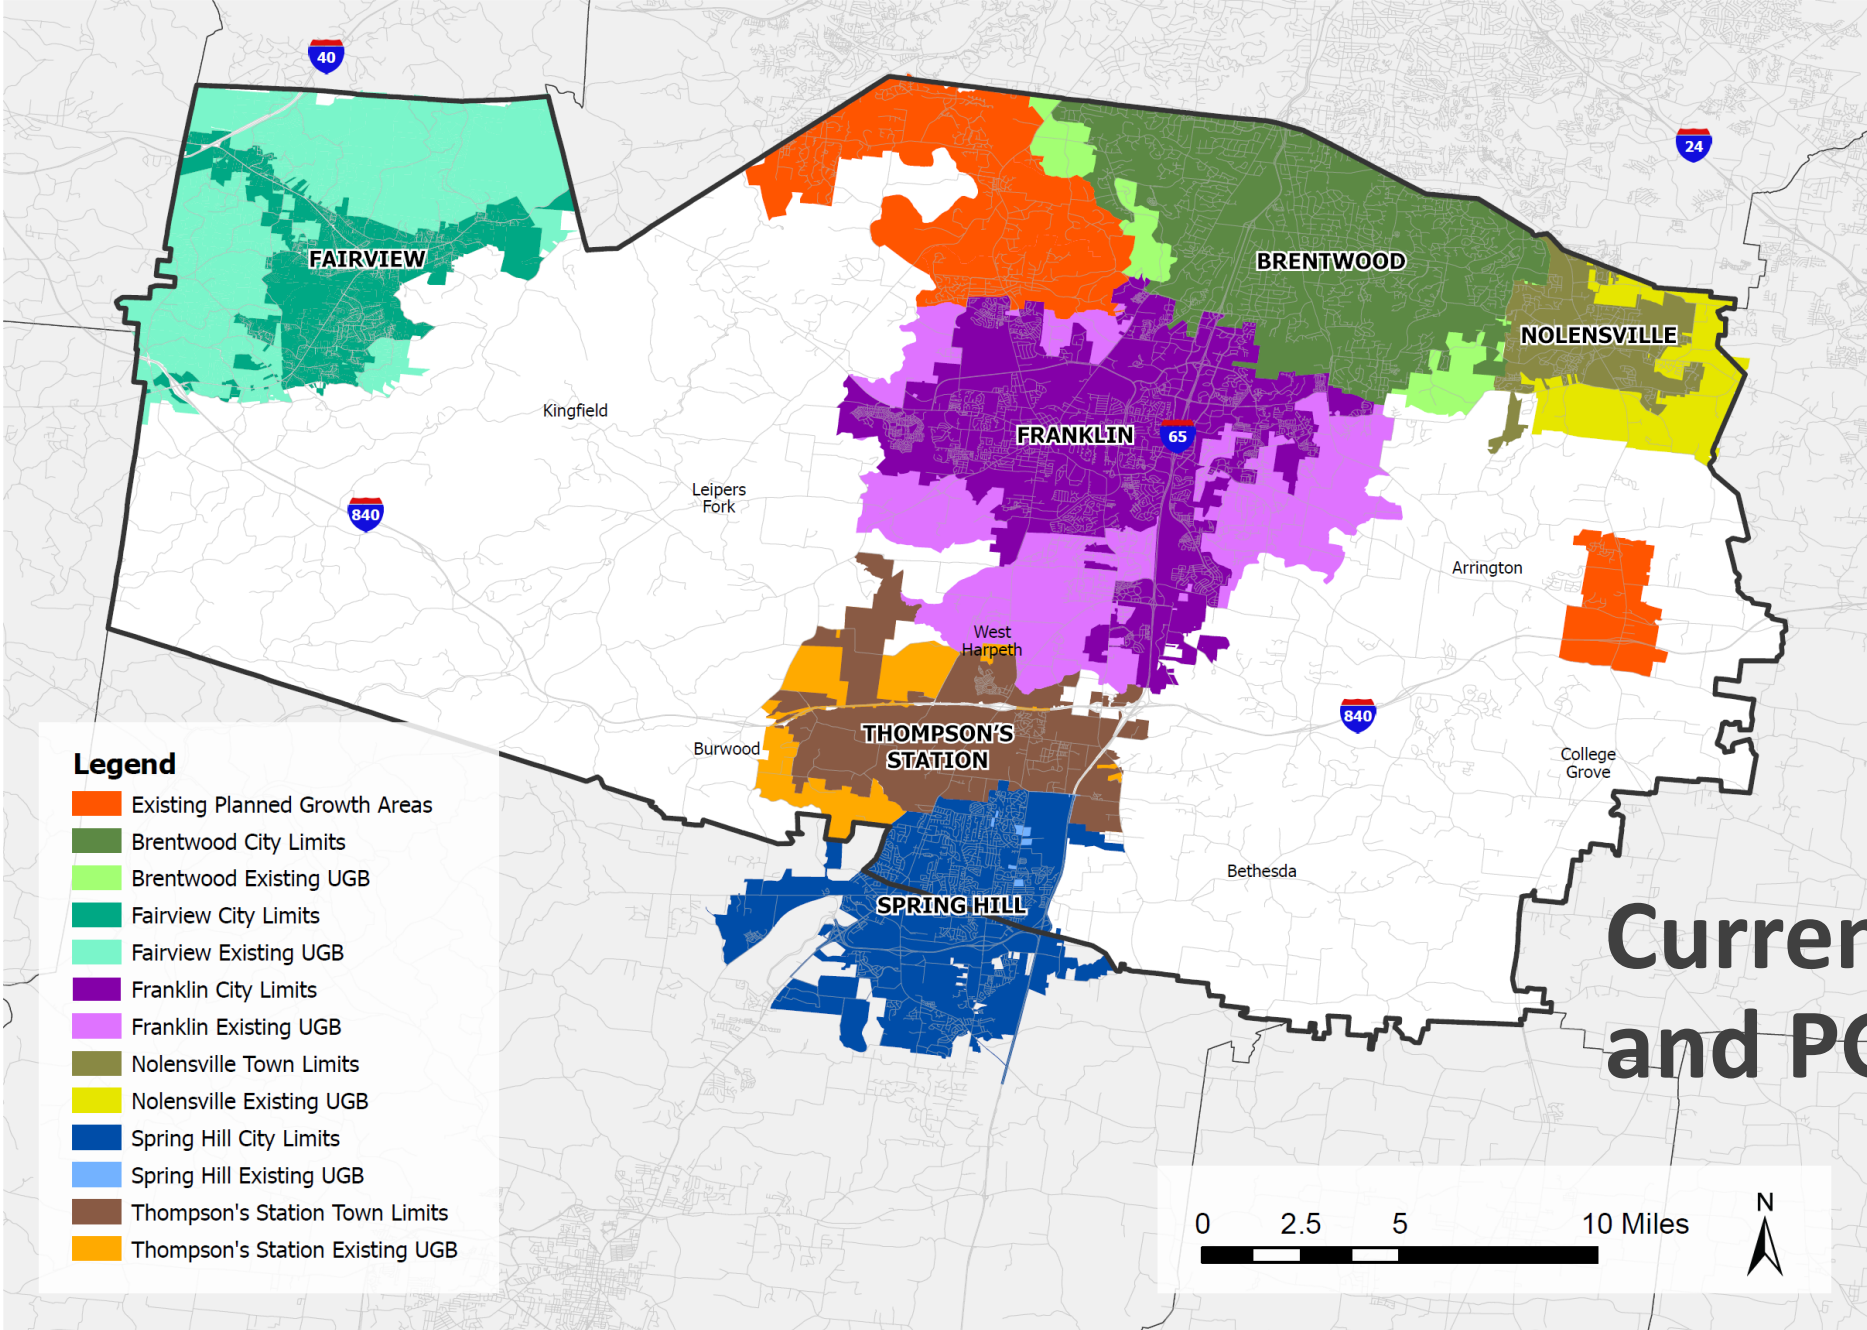 40
24
FAIRVIEW
BRENTWOOD
NOLENSVILLE
Kingfield
FRANKLIN
65
Leipers
Fork
840
Arrington
West
Harpeth
840
THOMPSON'S
STATION
Burwood
College
Grove
Bethesda
SPRING HILL
Legend
Existing Planned Growth Areas
Brentwood City Limits
Brentwood Existing UGB
Fairview City Limits
Fairview Existing UGB
Franklin City Limits
Franklin Existing UGB
Nolensville Town Limits
Nolensville Existing UGB
Spring Hill City Limits
Spring Hill Existing UGB
Thompson's Station Town Limits
Thompson's Station Existing UGB
and
0 2.5 5 10 Miles
N